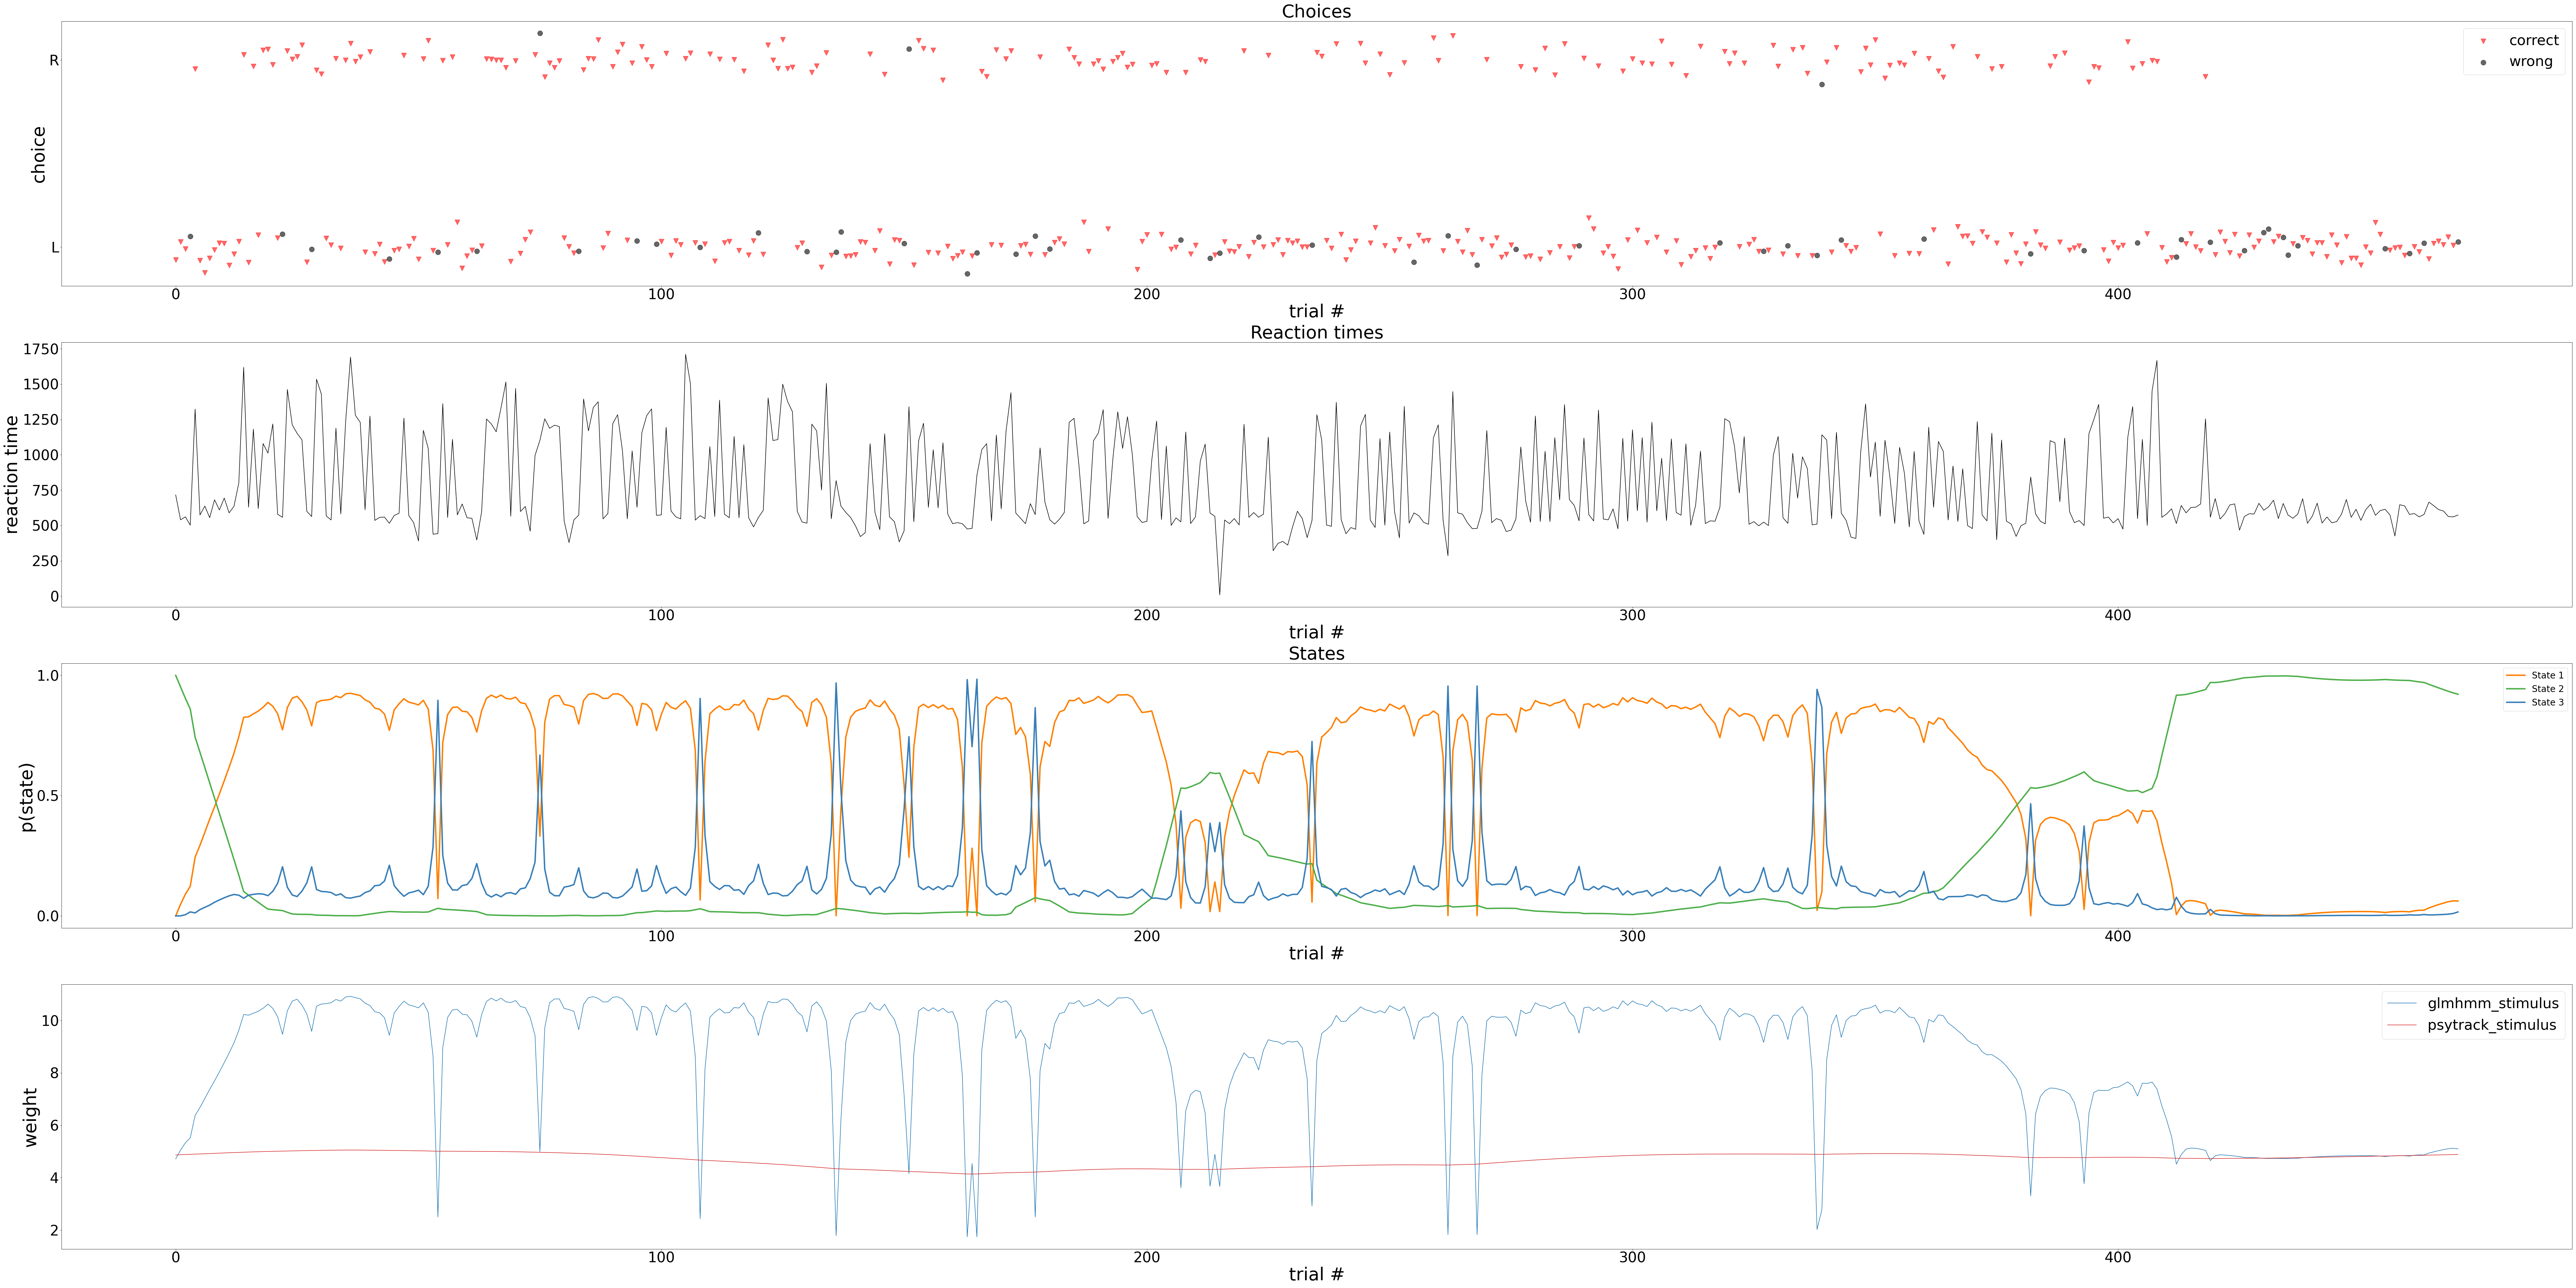 Choices
R
correct
wrong
choice
L
0 100 200 300 400
trial #
Reaction times
1750
1500
1250
1000
750
500
250
0
reaction time
0 100 200 300 400
trial #
States
1.0
State 1
State 2
State 3
p(state)
0.5
0.0
0 100 200 300 400
trial #
glmhmm_stimulus
psytrack_stimulus
10
8
6
4
2
weight
0 100 200 300 400
trial #